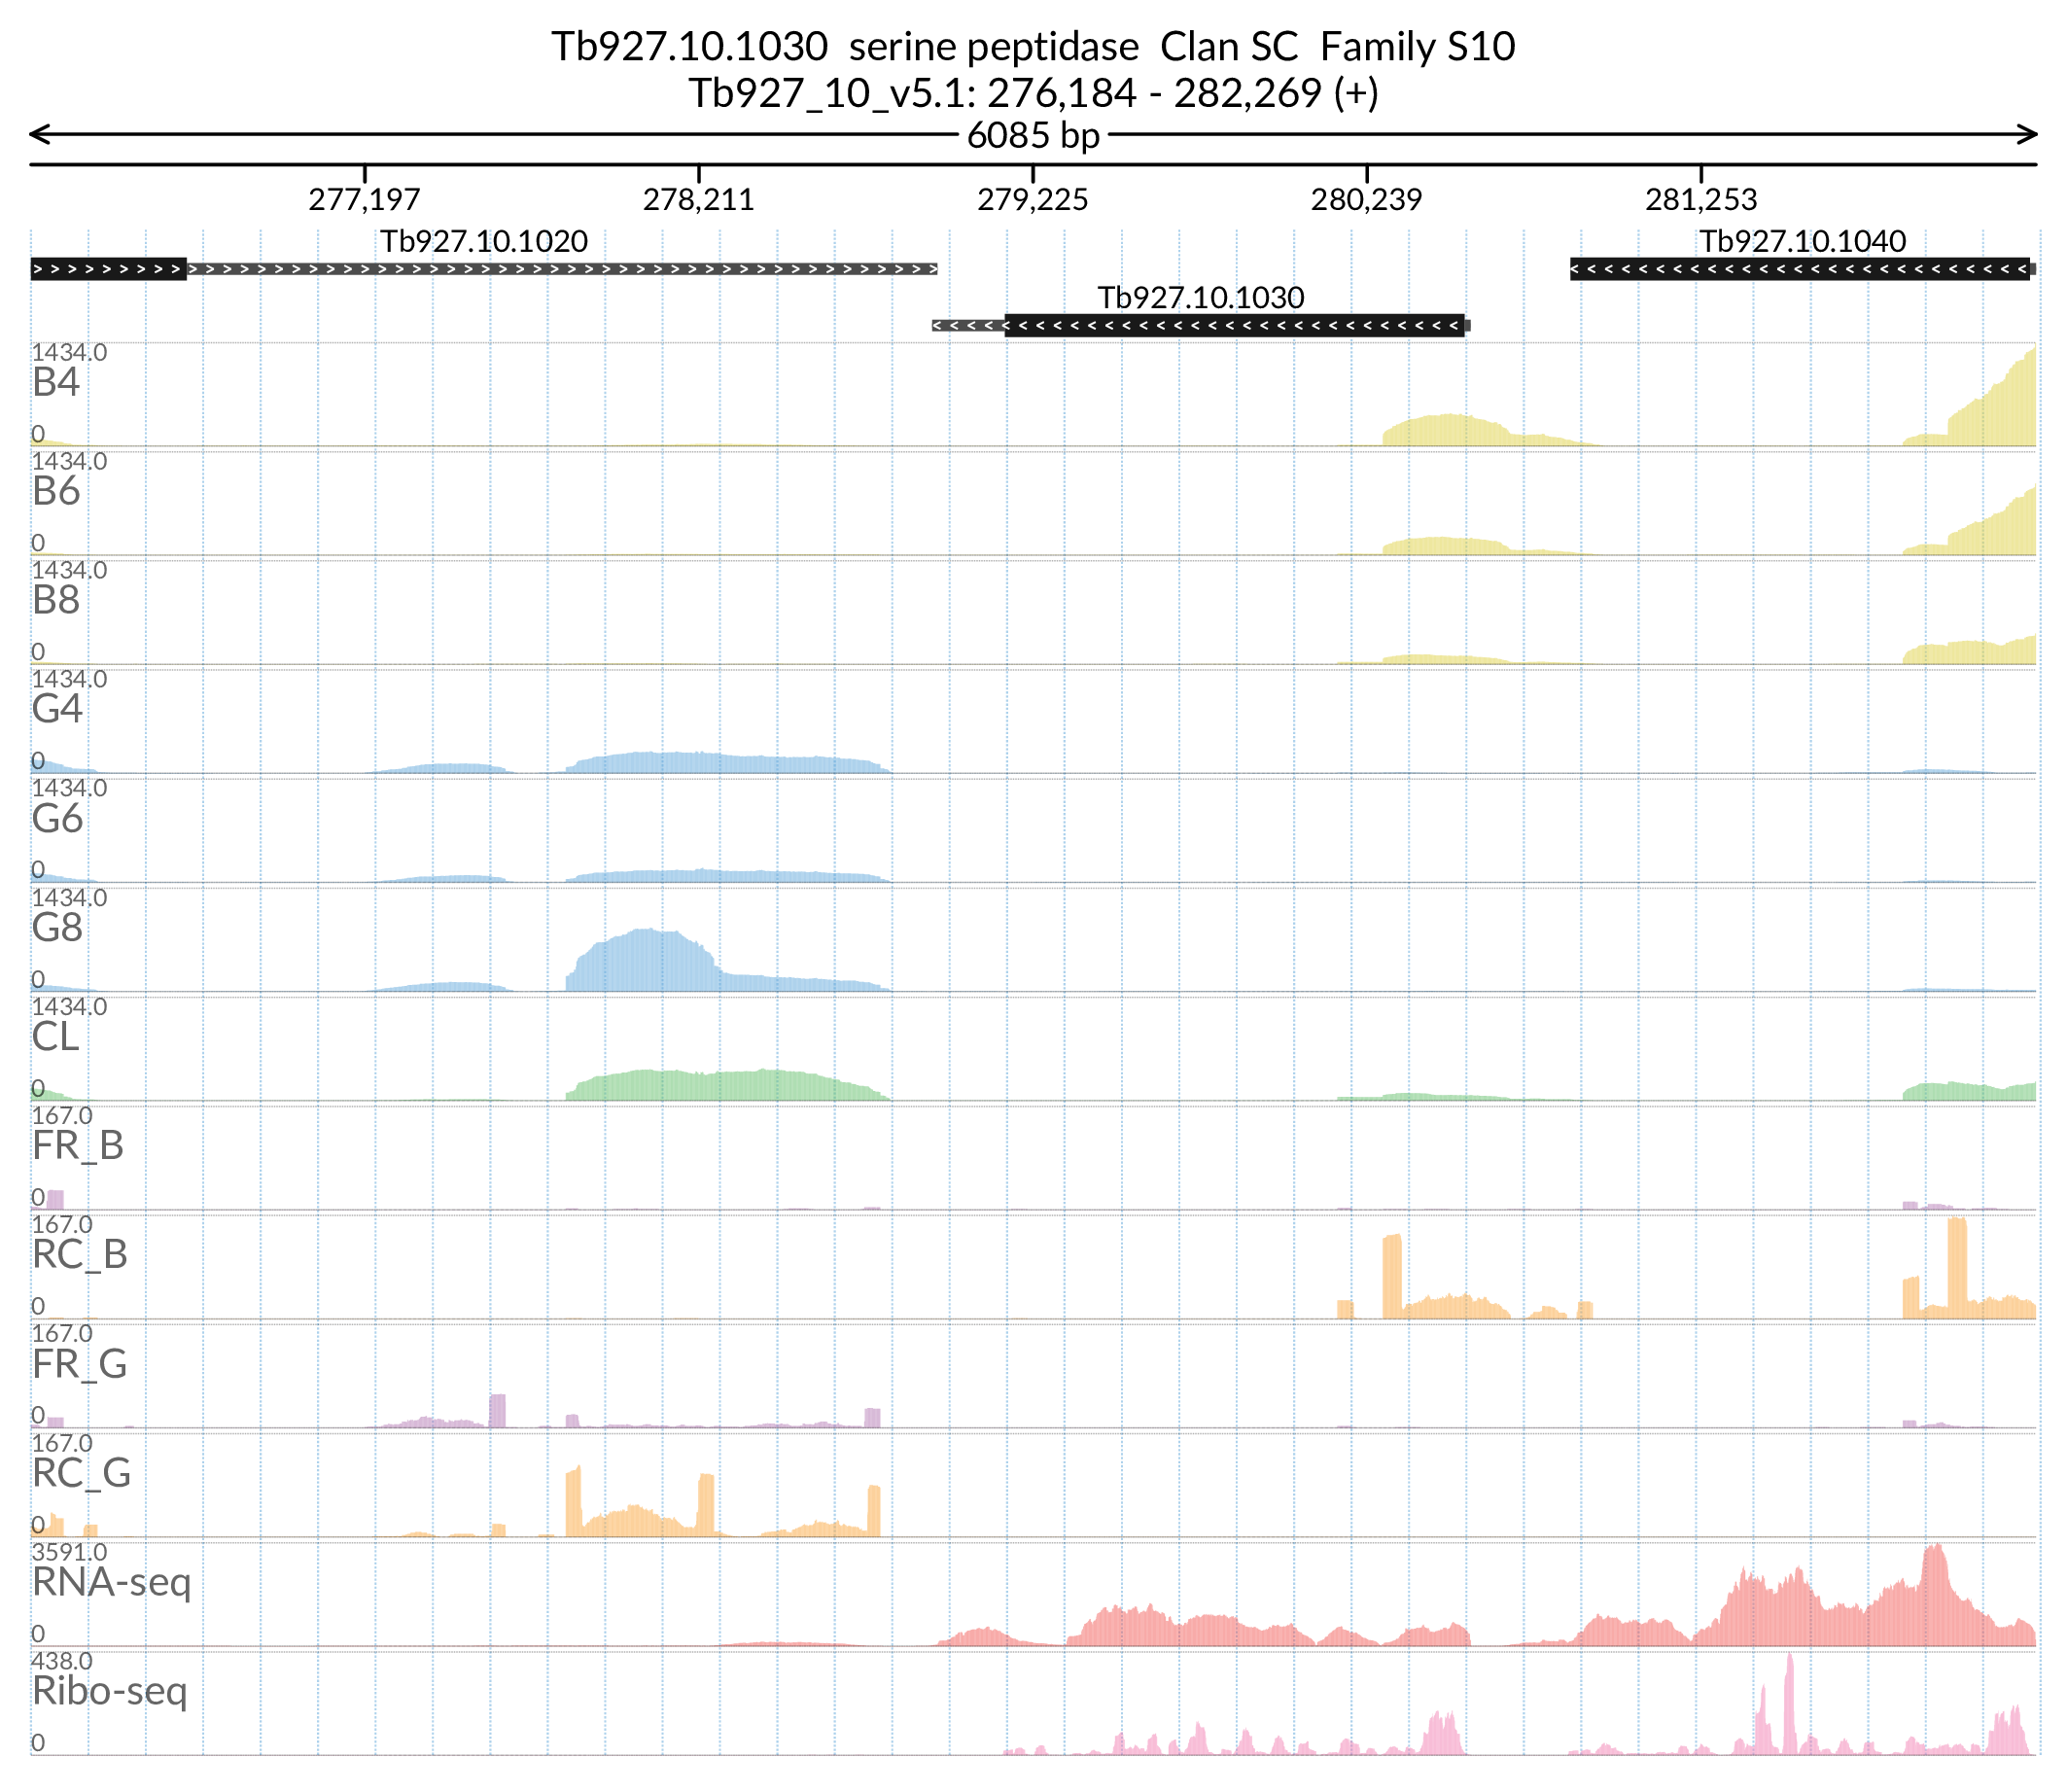 Tb927.10.1030 serine peptidase Clan SC Family S10
Tb927_10_v5.1: 276,184 - 282,269 (+)
6085 bp
277,197 278,211 279,225 280,239 281,253
Tb927.10.1020 Tb927.10.1040
Tb927.10.1030
1434.0
B4
0
1434.0
B6
0
1434.0
B8
0
1434.0
G4
0
1434.0
G6
0
1434.0
G8
0
1434.0
CL
0
167.0
FR_B
0
167.0
RC_B
0
167.0
FR_G
0
167.0
RC_G
0
3591.0
RNA-seq
0
438.0
Ribo-seq
0